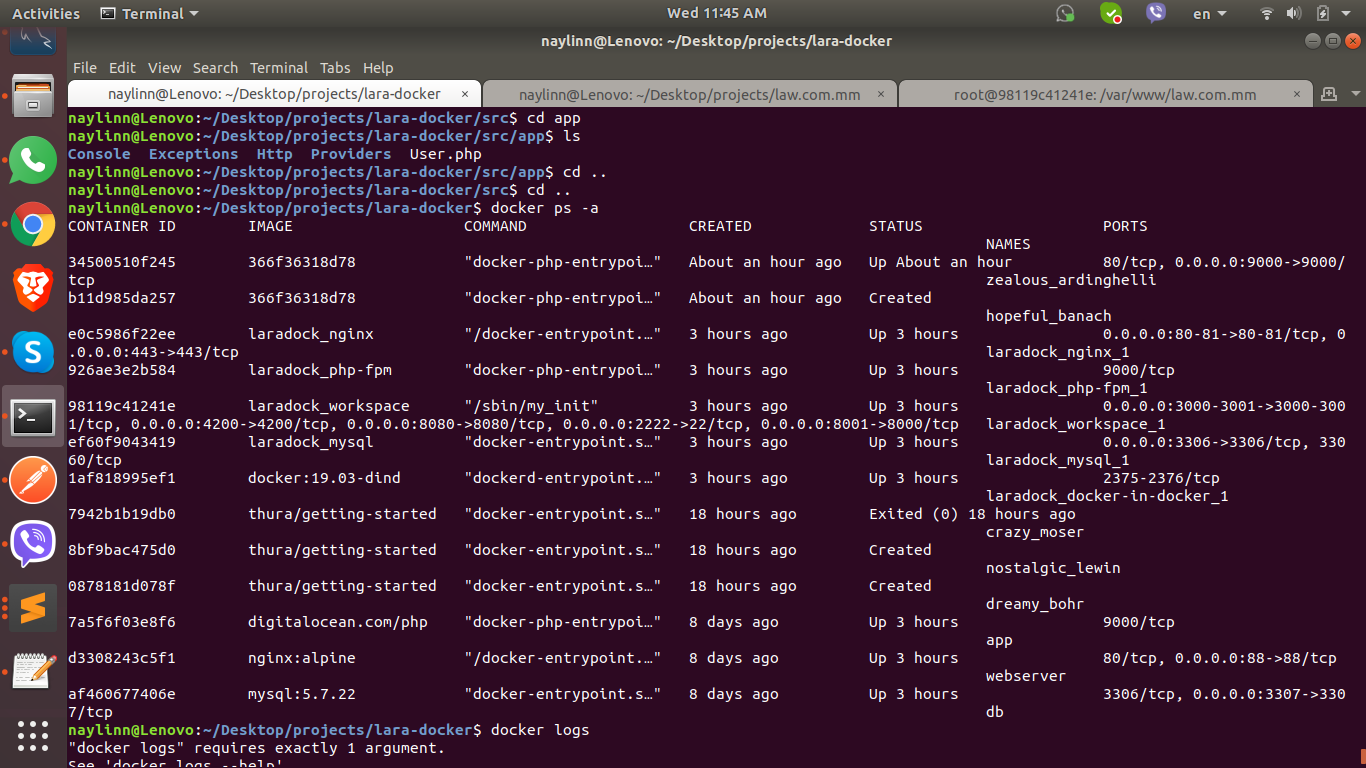 Activities Terminal Wed 11:45 AM en
naylinn@Lenovo: ~/Desktop/projects/lara-docker
File Edit View Search Terminal Tabs Help
naylinn@Lenovo: ~/Desktop/projects/lara-docker × naylinn@Lenovo: ~/Desktop/projects/law.com.mm × root@98119c41241e: /var/www/law.com.mm ×
naylinn@Lenovo:~/Desktop/projects/lara-docker/src$ cd app
naylinn@Lenovo:~/Desktop/projects/lara-docker/src/app$ ls
Console Exceptions Http Providers User.php
naylinn@Lenovo:~/Desktop/projects/lara-docker/src/app$ cd ..
naylinn@Lenovo:~/Desktop/projects/lara-docker/src$ cd ..
naylinn@Lenovo:~/Desktop/projects/lara-docker$ docker ps -a
CONTAINER ID IMAGE COMMAND CREATED STATUS PORTS
NAMES
34500510f245 366f36318d78 "docker-php-entrypoi…" About an hour ago Up About an hour 80/tcp, 0.0.0.0:9000->9000/
tcp zealous_ardinghelli
b11d985da257 366f36318d78 "docker-php-entrypoi…" About an hour ago Created
hopeful_banach
e0c5986f22ee laradock_nginx "/docker-entrypoint.…" 3 hours ago Up 3 hours 0.0.0.0:80-81->80-81/tcp, 0
.0.0.0:443->443/tcp laradock_nginx_1
926ae3e2b584 laradock_php-fpm "docker-php-entrypoi…" 3 hours ago Up 3 hours 9000/tcp
laradock_php-fpm_1
98119c41241e laradock_workspace "/sbin/my_init" 3 hours ago Up 3 hours 0.0.0.0:3000-3001->3000-300
1/tcp, 0.0.0.0:4200->4200/tcp, 0.0.0.0:8080->8080/tcp, 0.0.0.0:2222->22/tcp, 0.0.0.0:8001->8000/tcp laradock_workspace_1
ef60f9043419 laradock_mysql "docker-entrypoint.s…" 3 hours ago Up 3 hours 0.0.0.0:3306->3306/tcp, 330
60/tcp laradock_mysql_1
1af818995ef1 docker:19.03-dind "dockerd-entrypoint.…" 3 hours ago Up 3 hours 2375-2376/tcp
laradock_docker-in-docker_1
7942b1b19db0 thura/getting-started "docker-entrypoint.s…" 18 hours ago Exited (0) 18 hours ago
crazy_moser
8bf9bac475d0 thura/getting-started "docker-entrypoint.s…" 18 hours ago Created
nostalgic_lewin
0878181d078f thura/getting-started "docker-entrypoint.s…" 18 hours ago Created
dreamy_bohr
7a5f6f03e8f6 digitalocean.com/php "docker-php-entrypoi…" 8 days ago Up 3 hours 9000/tcp
app
d3308243c5f1 nginx:alpine "/docker-entrypoint.…" 8 days ago Up 3 hours 80/tcp, 0.0.0.0:88->88/tcp
webserver
af460677406e mysql:5.7.22 "docker-entrypoint.s…" 8 days ago Up 3 hours 3306/tcp, 0.0.0.0:3307->330
7/tcp db
naylinn@Lenovo:~/Desktop/projects/lara-docker$ docker logs
"docker logs" requires exactly 1 argument.
See 'docker logs --help'